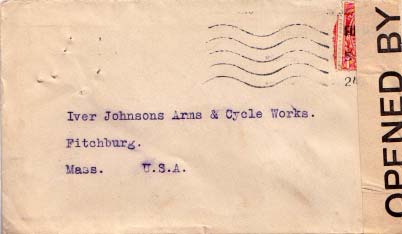 Iver Johnsons Arms & Cycle Works.
Fitchburg.
Mass. U.S.A.
OPENED BY